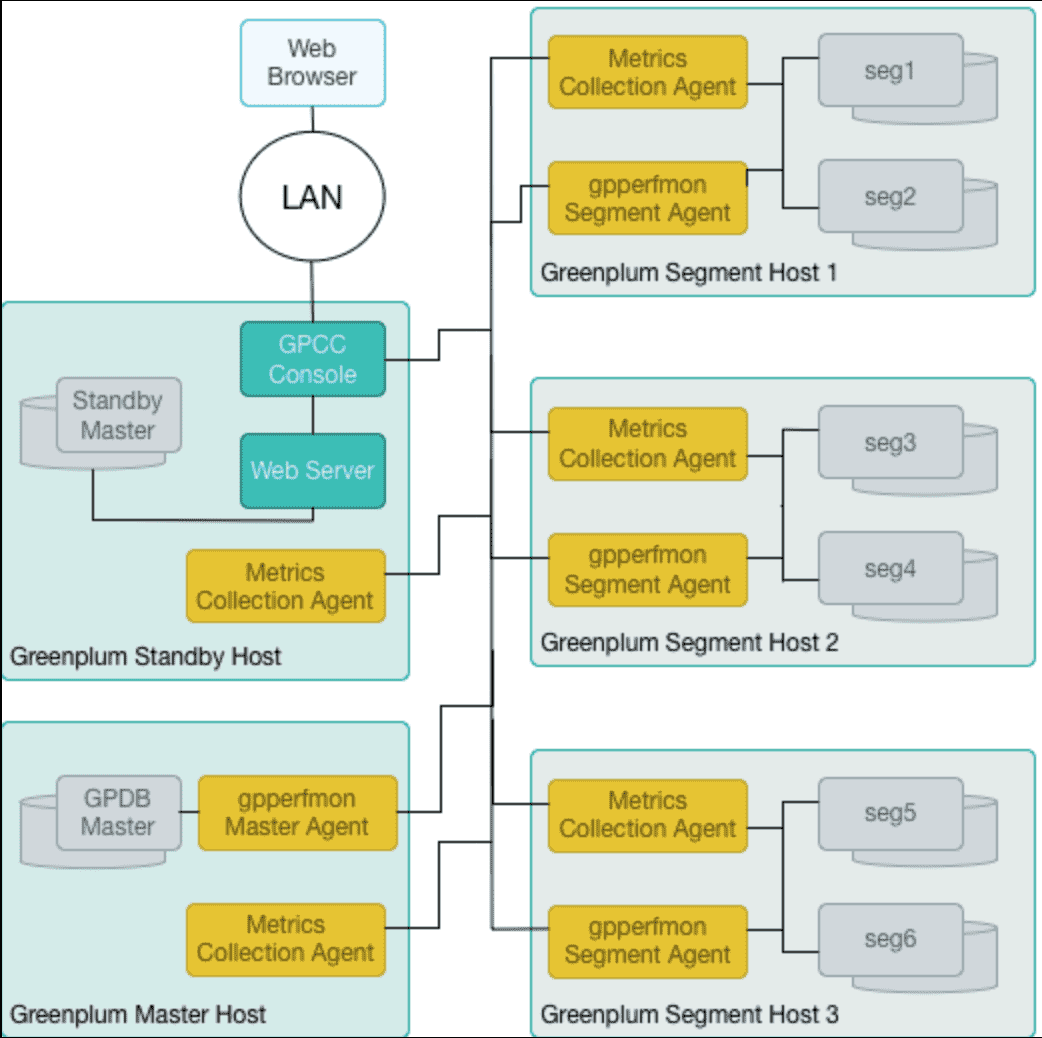 Web
Browser
LAN
GPCC
Console
Standby
Master
Web Server
Metrics
Collection Agent
Greenplum Standby Host
GPDB
Master
gpperfmon
Master Agent
Metrics
Collection Agent
Greenplum Master Host
Metrics
Collection Agent
seg1
gpperfmon
Segment Agent
seg2
Greenplum Segment Host 1
Metrics
Collection Agent
seg3
gpperfmon
Segment Agent
seg4
Greenplum Segment Host 2
Metrics
Collection Agent
seg5
gpperfmon
Segment Agent
seg6
Greenplum Segment Host 3